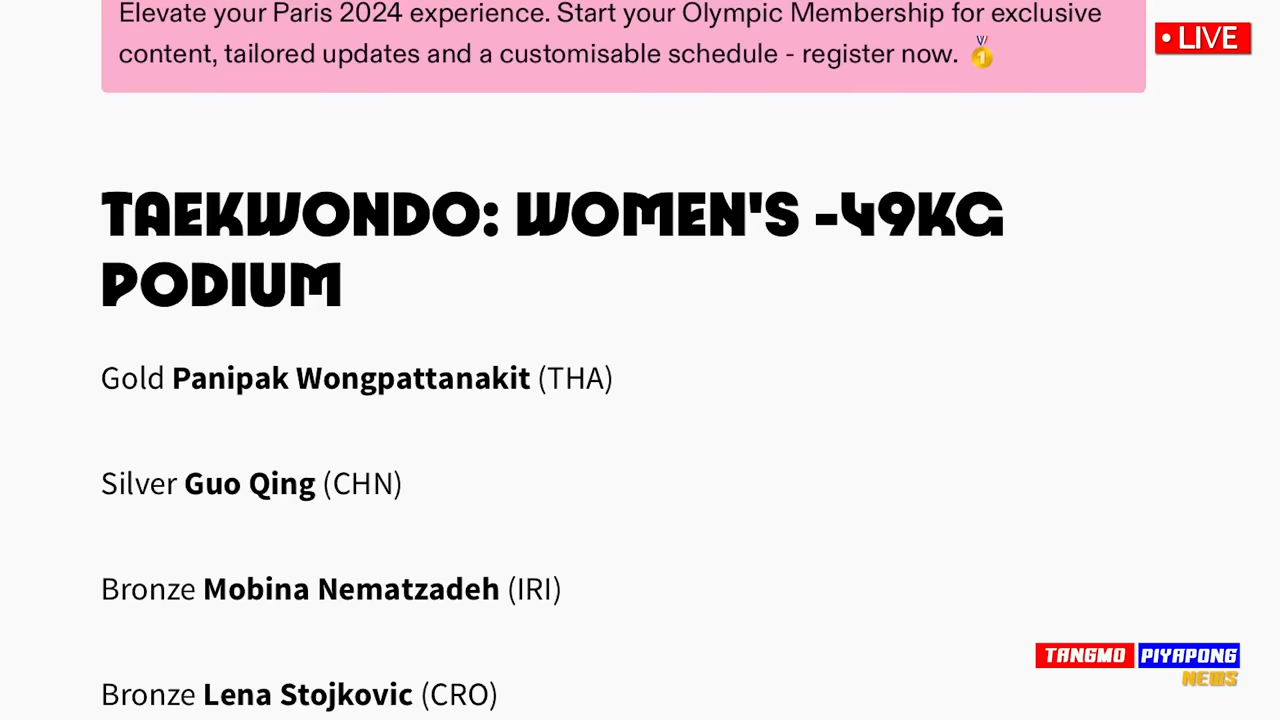 Elevate your Paris 2024 experience. Start your Olympic Membership for exclusive
content, tailored updates and a customisable schedule - register now. 🥇
• LIVE
TAEKWONDO: WOMEN'S -49KG
PODIUM
Gold Panipak Wongpattanakit (THA)
Silver Guo Qing (CHN)
Bronze Mobina Nematzadeh (IRI)
TANGMO PIYAPONG
NEWS
Bronze Lena Stojkovic (CRO)